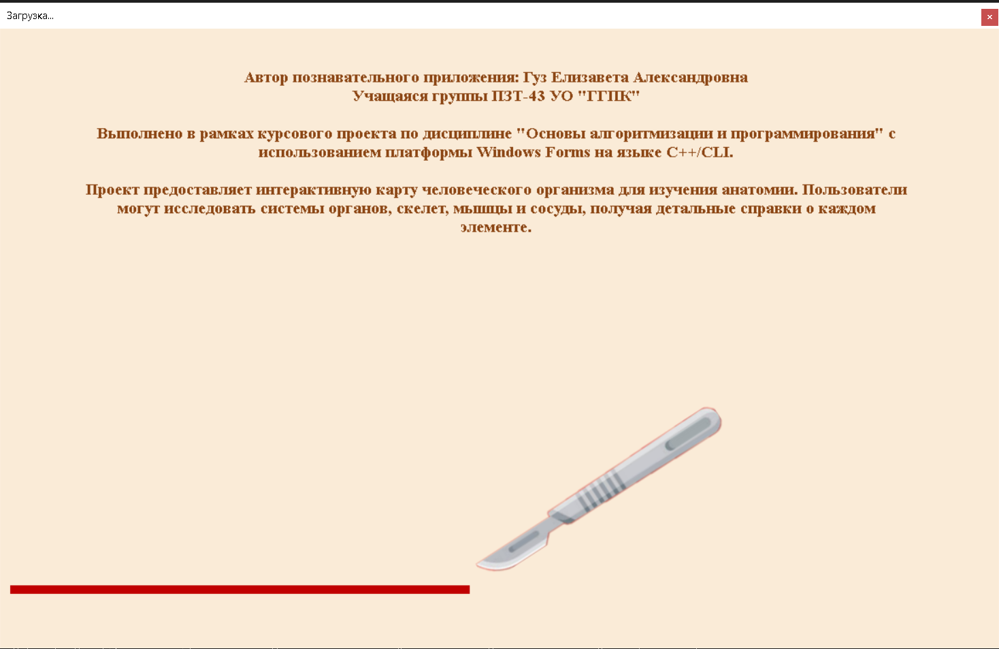 Загрузка...
Автор познавательного приложения: Гуз Елизавета Александровна
Учащаяся группы ПЗТ-43 УО "ГГПК"
Выполнено в рамках курсового проекта по дисциплине "Основы алгоритмизации и программирования" с
использованием платформы Windows Forms на языке C++/CLI.
Проект предоставляет интерактивную карту человеческого организма для изучения анатомии. Пользователи
могут исследовать системы органов, скелет, мышцы и сосуды, получая детальные справки о каждом
элементе.